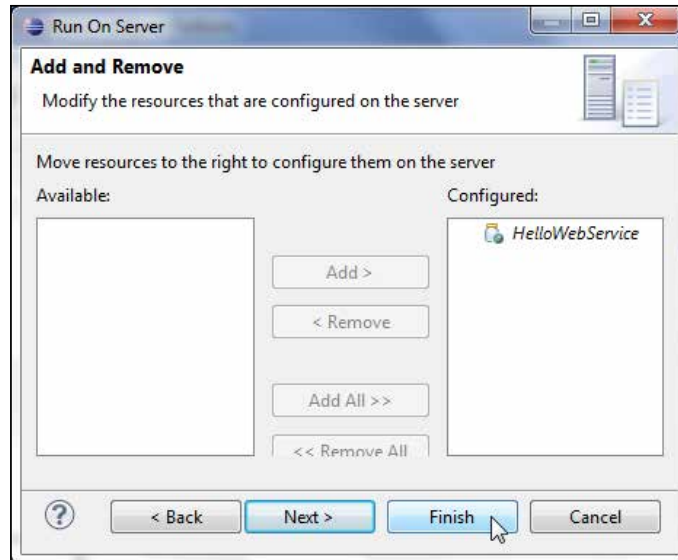 Run On Server
Add and Remove
Modify the resources that are configured on the server
Move resources to the right to configure them on the server
Available:
Configured:
HelloWebService
Add >
< Remove
Add All >>
<< Remove All
?
< Back
Next >
Finish
Cancel